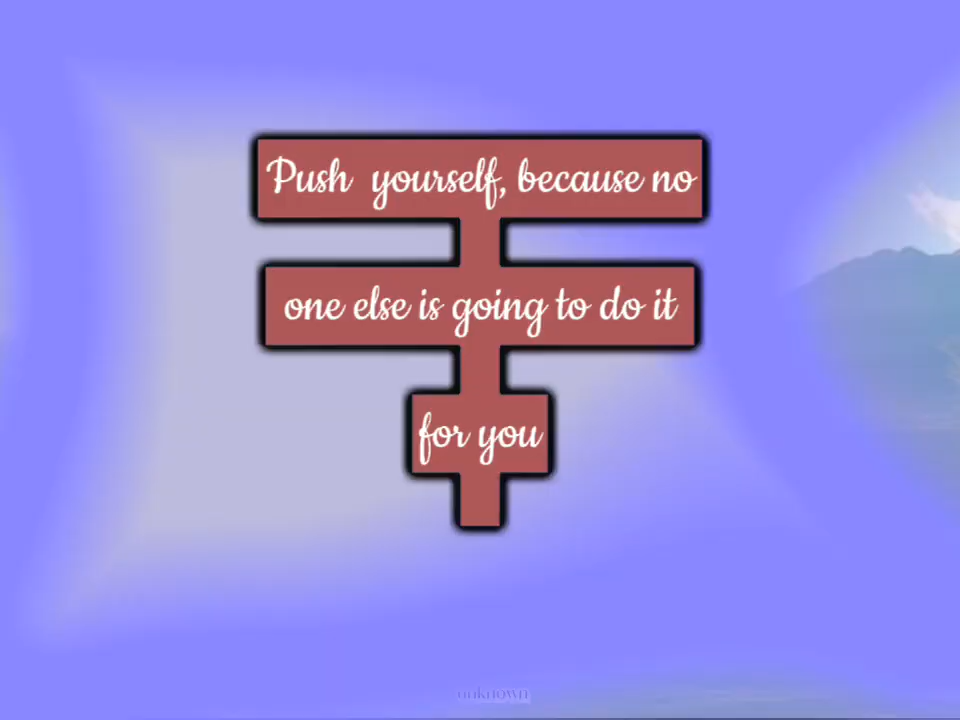 Push yourself, because no
one else is going to do it
for you
unknown